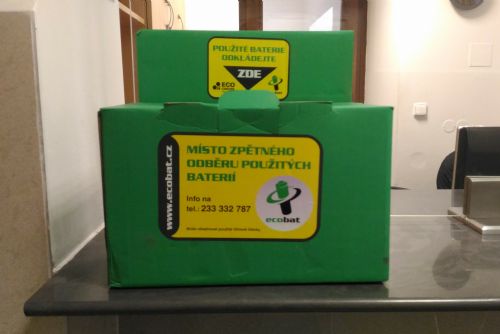 POUŽITÉ BATERIE
ODKLÁDEJTE
ZDE
ECO
www.ecobat.cz
MÍSTO ZPĚTNÉHO
ODBĚRU POUŽITÝCH
BATERIÍ
Info na
tel.: 233 332 787
ecobat